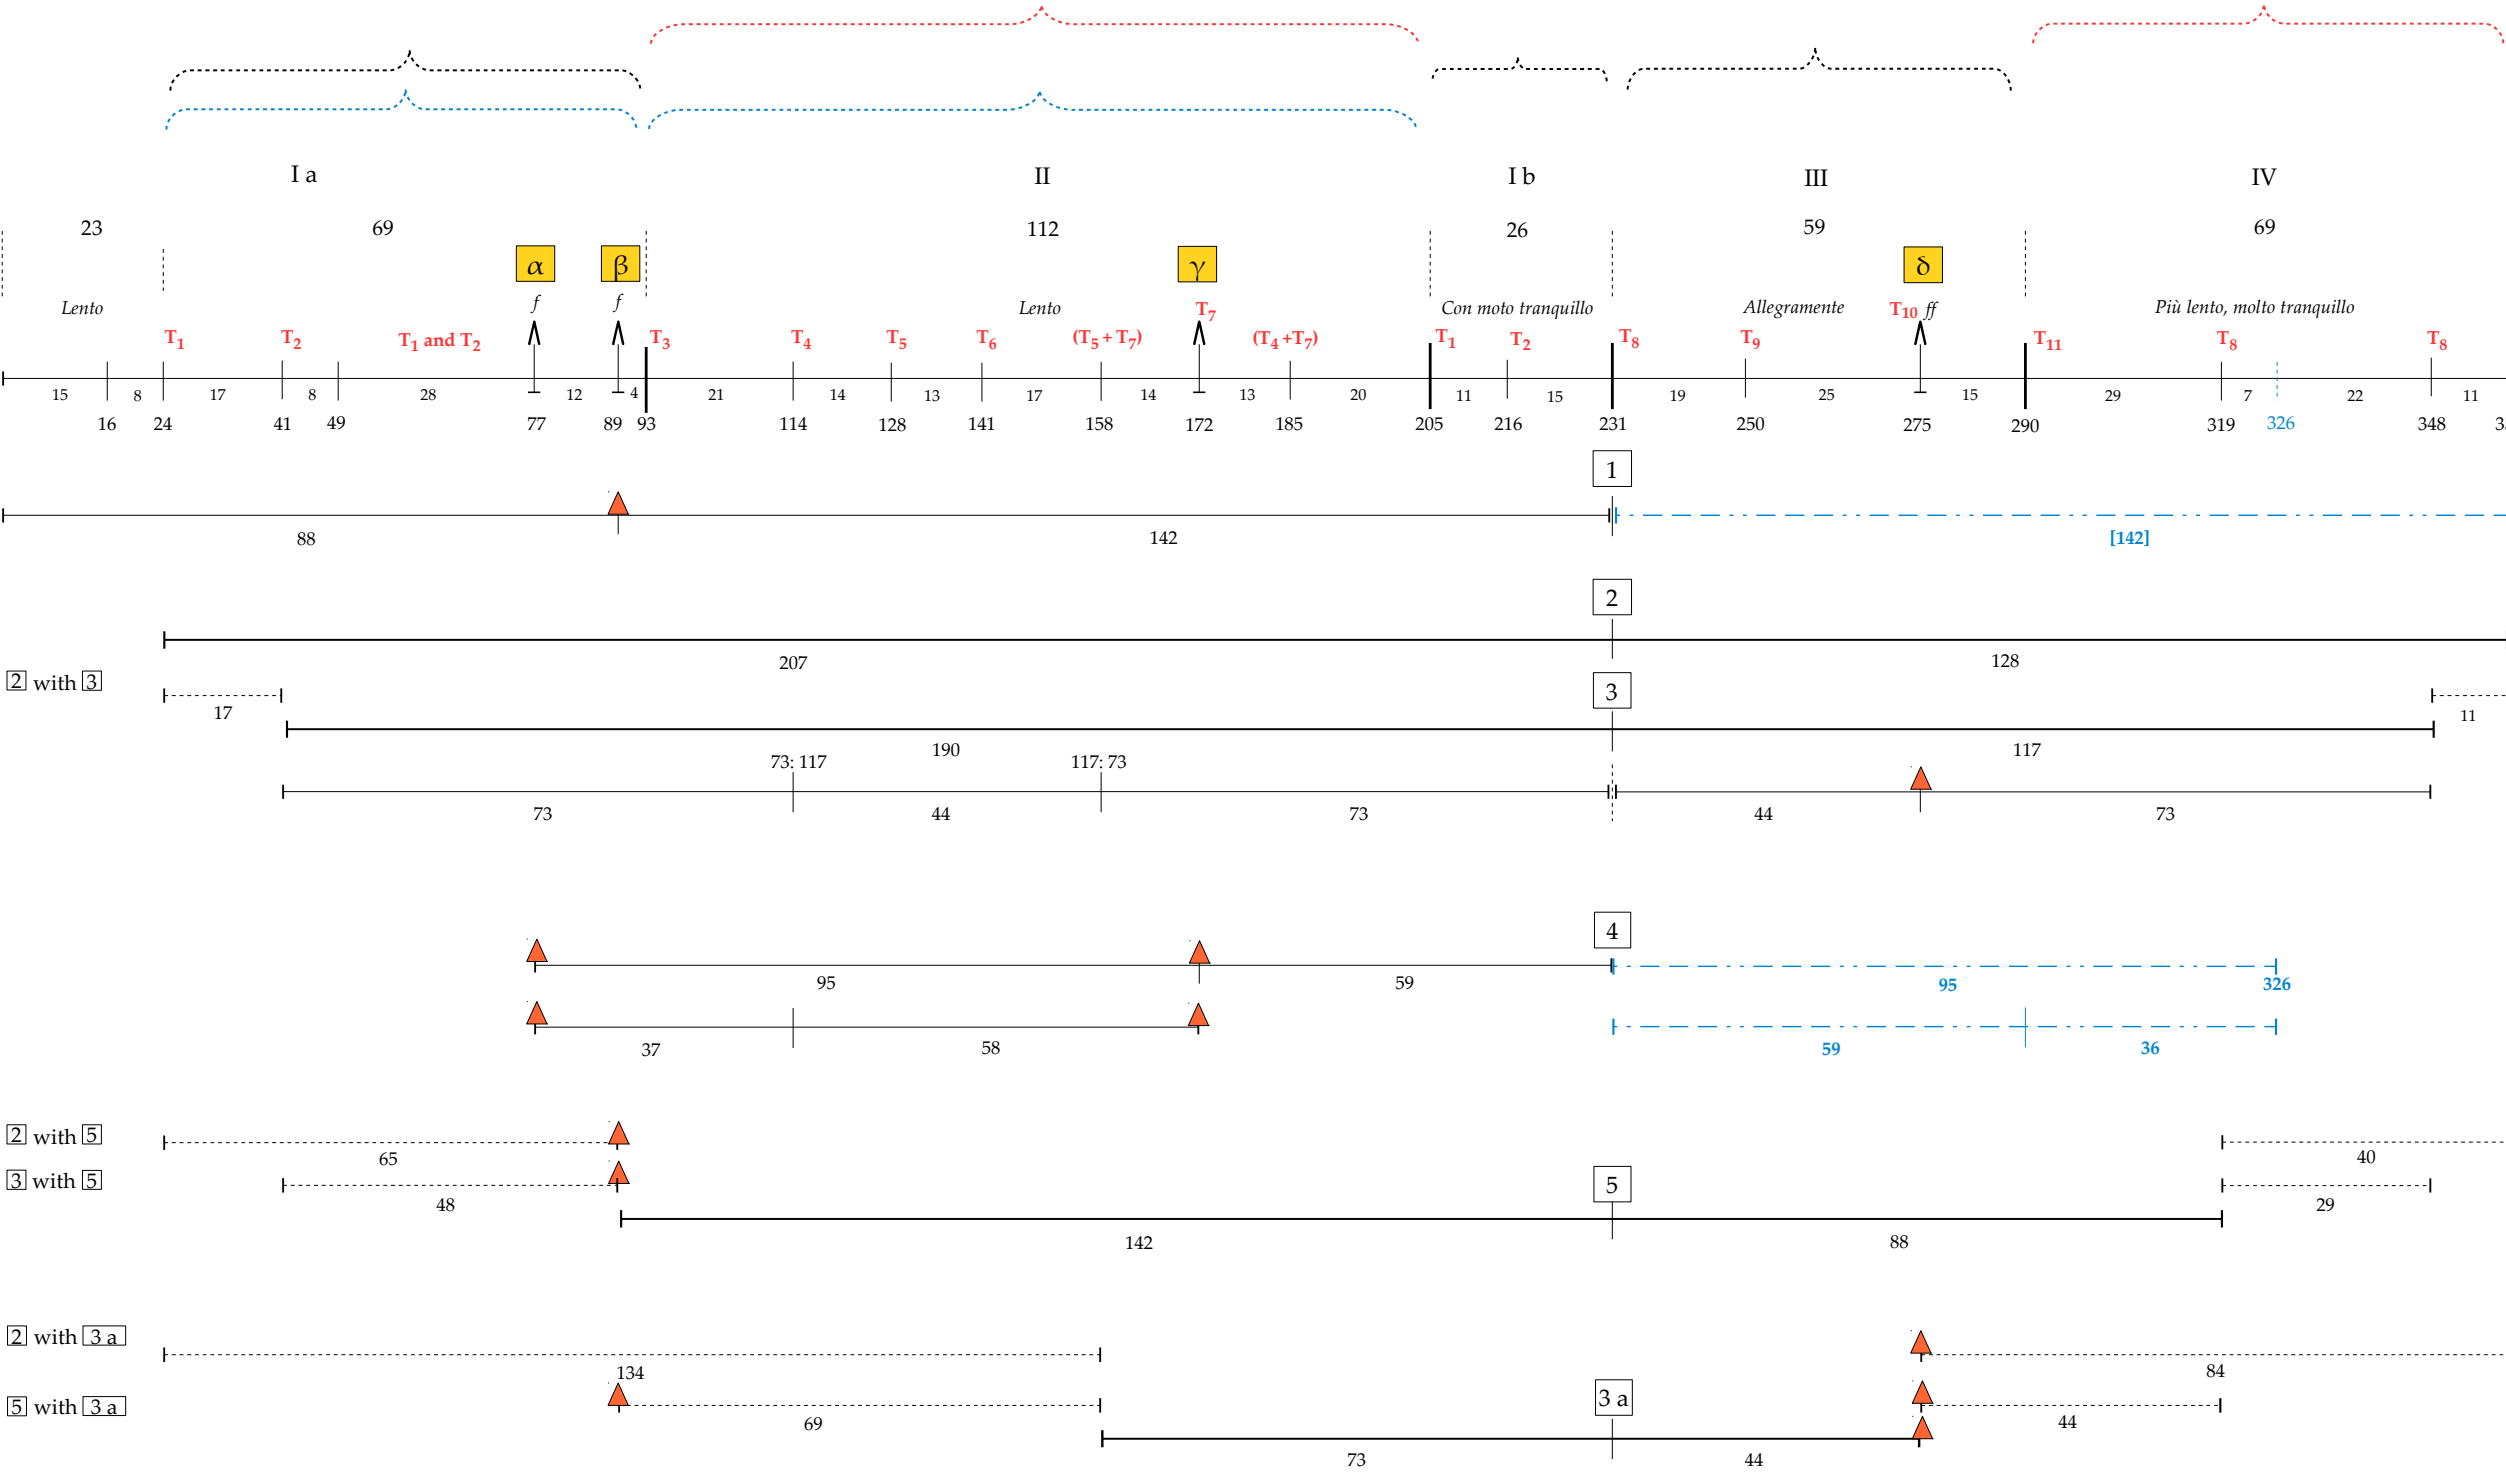 I a II I b III IV
23 69 112 26 59 69
α β γ δ
Lento f f Lento T7 Con moto tranquillo Allegramente T10 ff Più lento, molto tranquillo
T1 T2 T1 and T2 T3 T4 T5 T6 (T5 + T7) (T4 +T7) T1 T2 T8 T9 T11 T8 T8
15 8 17 8 28 12 4 21 14 13 17 14 13 20 11 15 19 25 15 29 7 22 11
16 24 41 49 77 89 93 114 128 141 158 172 185 205 216 231 250 275 290 319 326 348
1
88 142 [142]
2
207 128
2 with 3
3
17 11
190 117
73: 117 117: 73
73 44 73 44 73
4
95 59 95 326
37 58 59 36
2 with 5
65 40
3 with 5
5
48 29
142 88
2 with 3 a
134 84
5 with 3 a
3 a
69 44
73 44